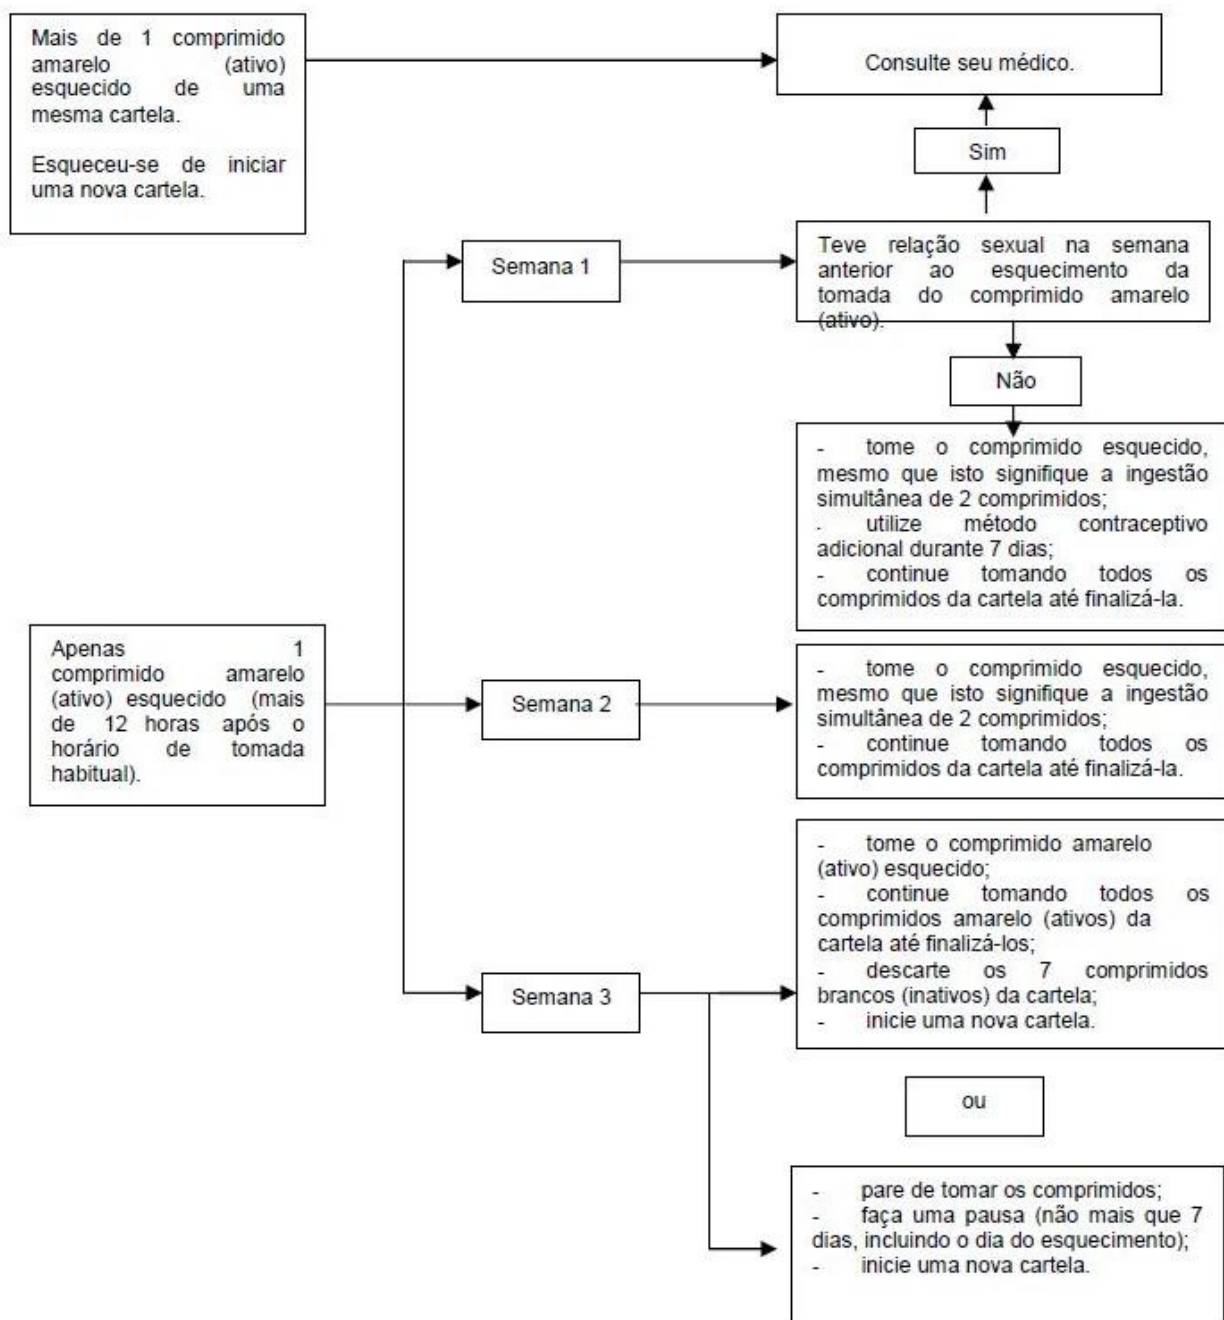 Mais de 1 comprimido
amarelo (ativo)
esquecido de uma
mesma cartela.
Esqueceu-se de iniciar
uma nova cartela.
Consulte seu médico.
Sim
Semana 1
Teve relação sexual na semana
anterior ao esquecimento da
tomada do comprimido amarelo
(ativo).
Não
- tome o comprimido esquecido,
mesmo que isto signifique a ingestão
simultânea de 2 comprimidos;
- utilize método contraceptivo
adicional durante 7 dias;
- continue tomando todos os
comprimidos da cartela até finalizá-la.
Apenas 1
comprimido amarelo
(ativo) esquecido (mais
de 12 horas após o
horário de tomada
habitual).
Semana 2
- tome o comprimido esquecido,
mesmo que isto signifique a ingestão
simultânea de 2 comprimidos;
- continue tomando todos os
comprimidos da cartela até finalizá-la.
Semana 3
- tome o comprimido amarelo
(ativo) esquecido;
- continue tomando todos os
comprimidos amarelo (ativos) da
cartela até finalizá-los;
- descarte os 7 comprimidos
brancos (inativos) da cartela;
- inicie uma nova cartela.
ou
- pare de tomar os comprimidos;
- faça uma pausa (não mais que 7
dias, incluindo o dia do esquecimento);
- inicie uma nova cartela.